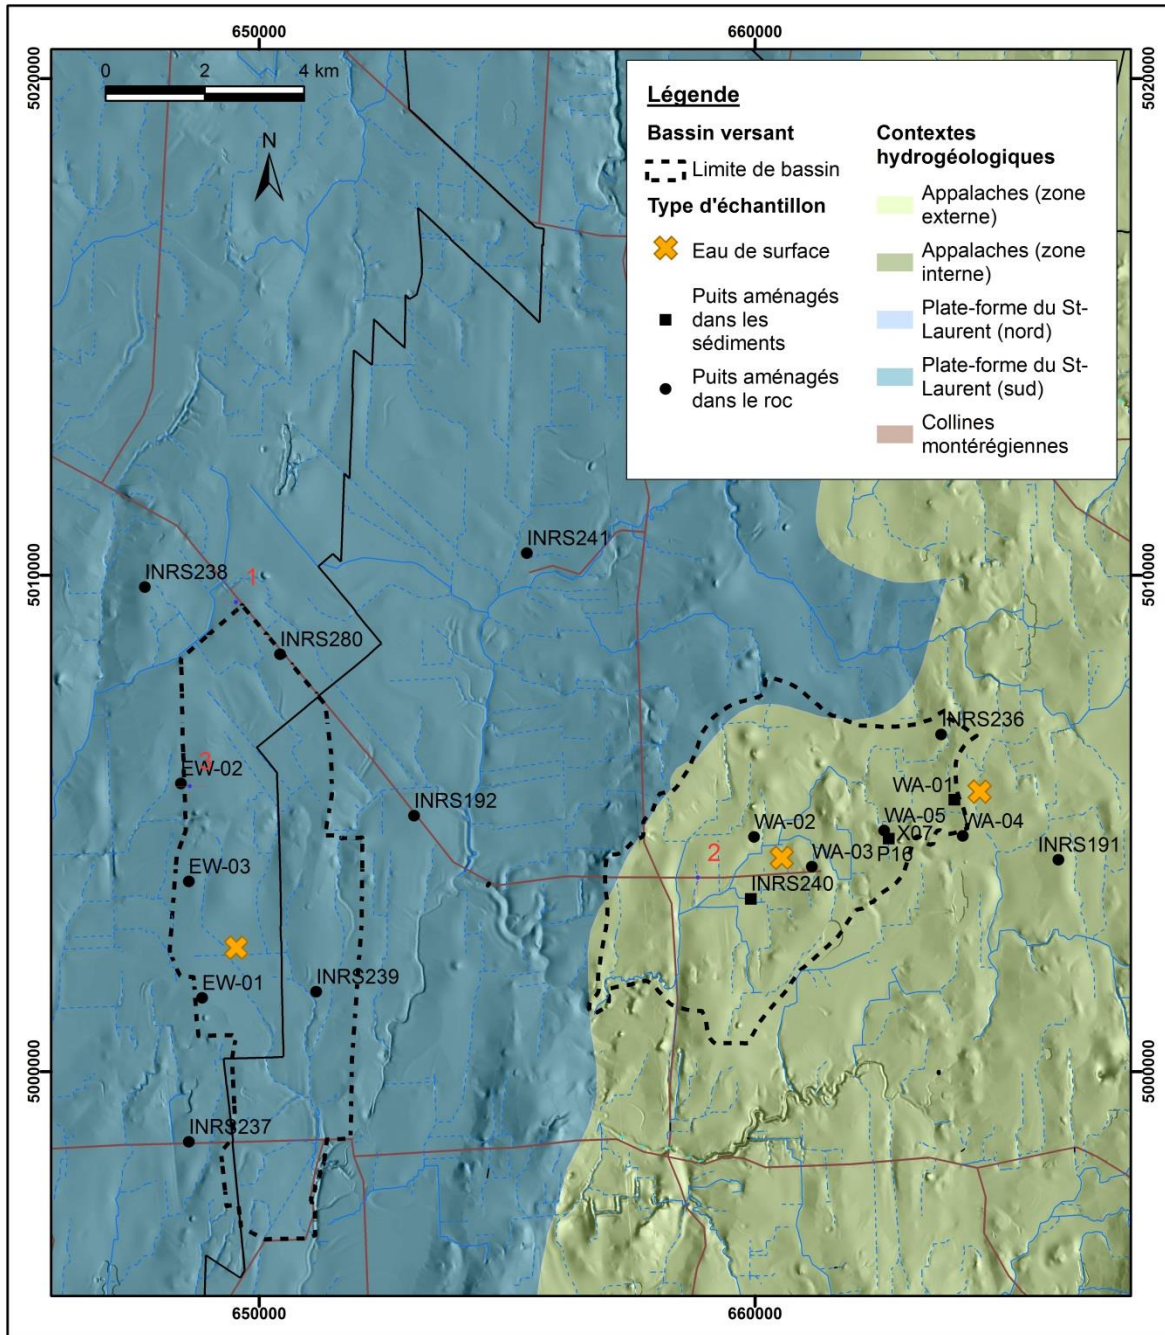 650000
660000
5020000
5020000
0
2
4 km
N
Légende
Bassin versant
Limite de bassin
Type d'échantillon
Eau de surface
Puits aménagés
dans les
sédiments
Puits aménagés
dans le roc
Contextes
hydrogéologiques
Appalaches (zone
externe)
Appalaches (zone
interne)
Plate-forme du St-
Laurent (nord)
Plate-forme du St-
Laurent (sud)
Collines
montérégiennes
INRS241
5010000
5010000
INRS238
1
INRS280
INRS236
3
EW-02
WA-01
INRS192
WA-02
WA-05
X07
WA-04
2
WA-03
P16
INRS191
EW-03
INRS240
EW-01
INRS239
5000000
5000000
INRS237
650000
660000